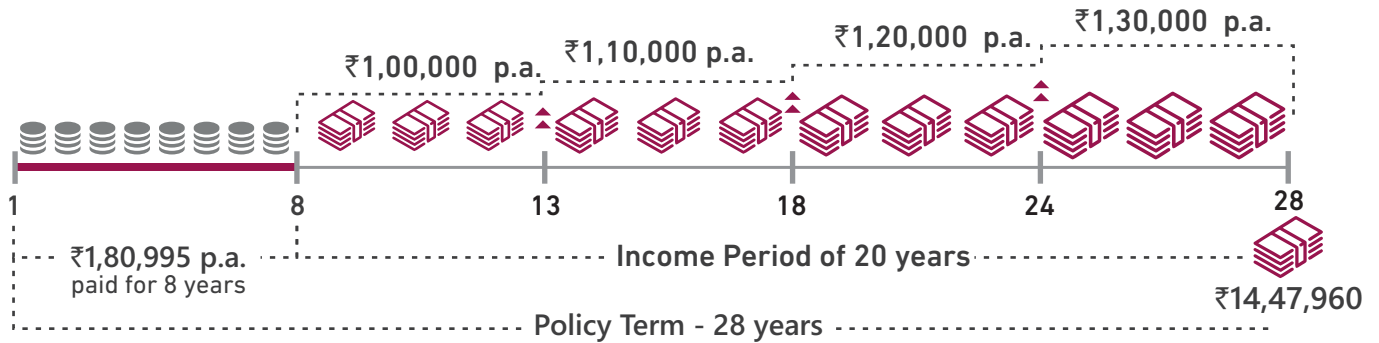 ₹1,00,000 p.a.
₹1,10,000 p.a.
₹1,20,000 p.a.
₹1,30,000 p.a.
1 8 13 18 24 28
₹1,80,995 p.a.
paid for 8 years
Income Period of 20 years
₹14,47,960
Policy Term - 28 years